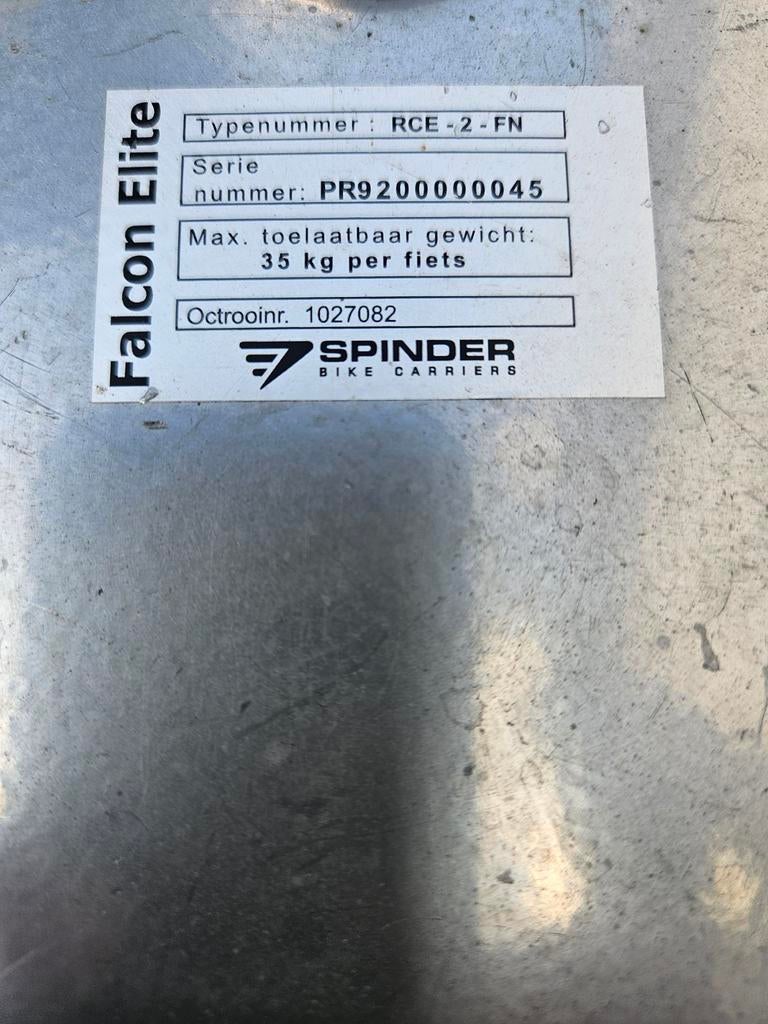 Falcon Elite
Typenummer : RCE - 2 - FN
Serie
nummer: PR9200000045
Max. toelaatbaar gewicht:
35 kg per fiets
Octrooinr. 1027082
SPINDER
BIKE CARRIERS